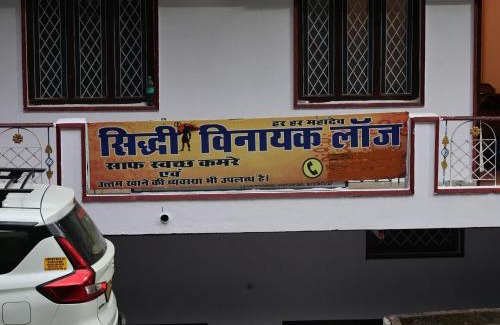 हर हर महादेव
सिद्धी विनायक लॉज
साफ स्वच्छ कमरे
एवं
उत्तम खाने की व्यवस्था भी उपलब्ध है।